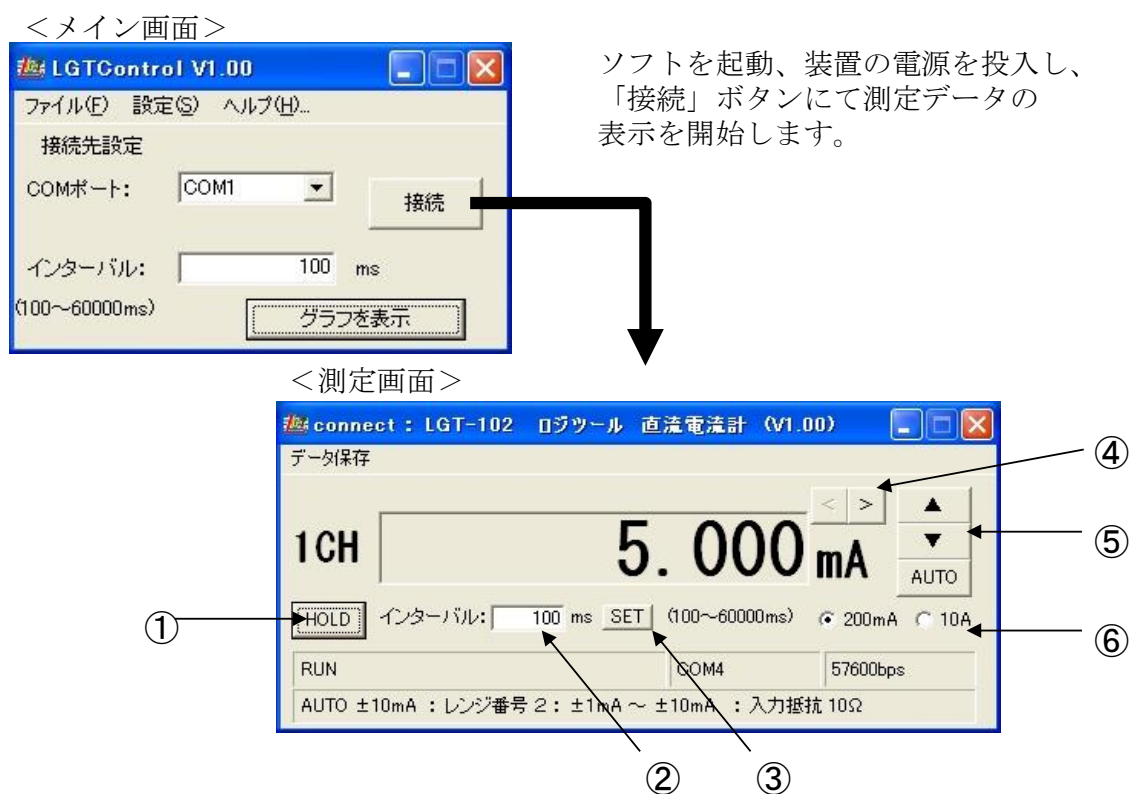 ＜メイン画面＞
LGTControl V1.00
ファイル(F) 設定(S) ヘルプ(H)...
接続先設定
COMポート： COM1
接続
インターバル： 100 ms
(100～60000ms)
グラフを表示
ソフトを起動、装置の電源を投入し、
「接続」ボタンにて測定データの
表示を開始します。
＜測定画面＞
connect : LGT-102 ロジツール 直流電流計 (V1.00)
データ保存
④
< >
▲
1CH 5.000 mA
▼
⑤
AUTO
①
HOLD インターバル： 100 ms SET (100～60000ms) 200mA 10A
⑥
RUN COM4 57600bps
AUTO ±10mA ：レンジ番号 2： ±1mA ～ ±10mA ：入力抵抗 10Ω
② ③